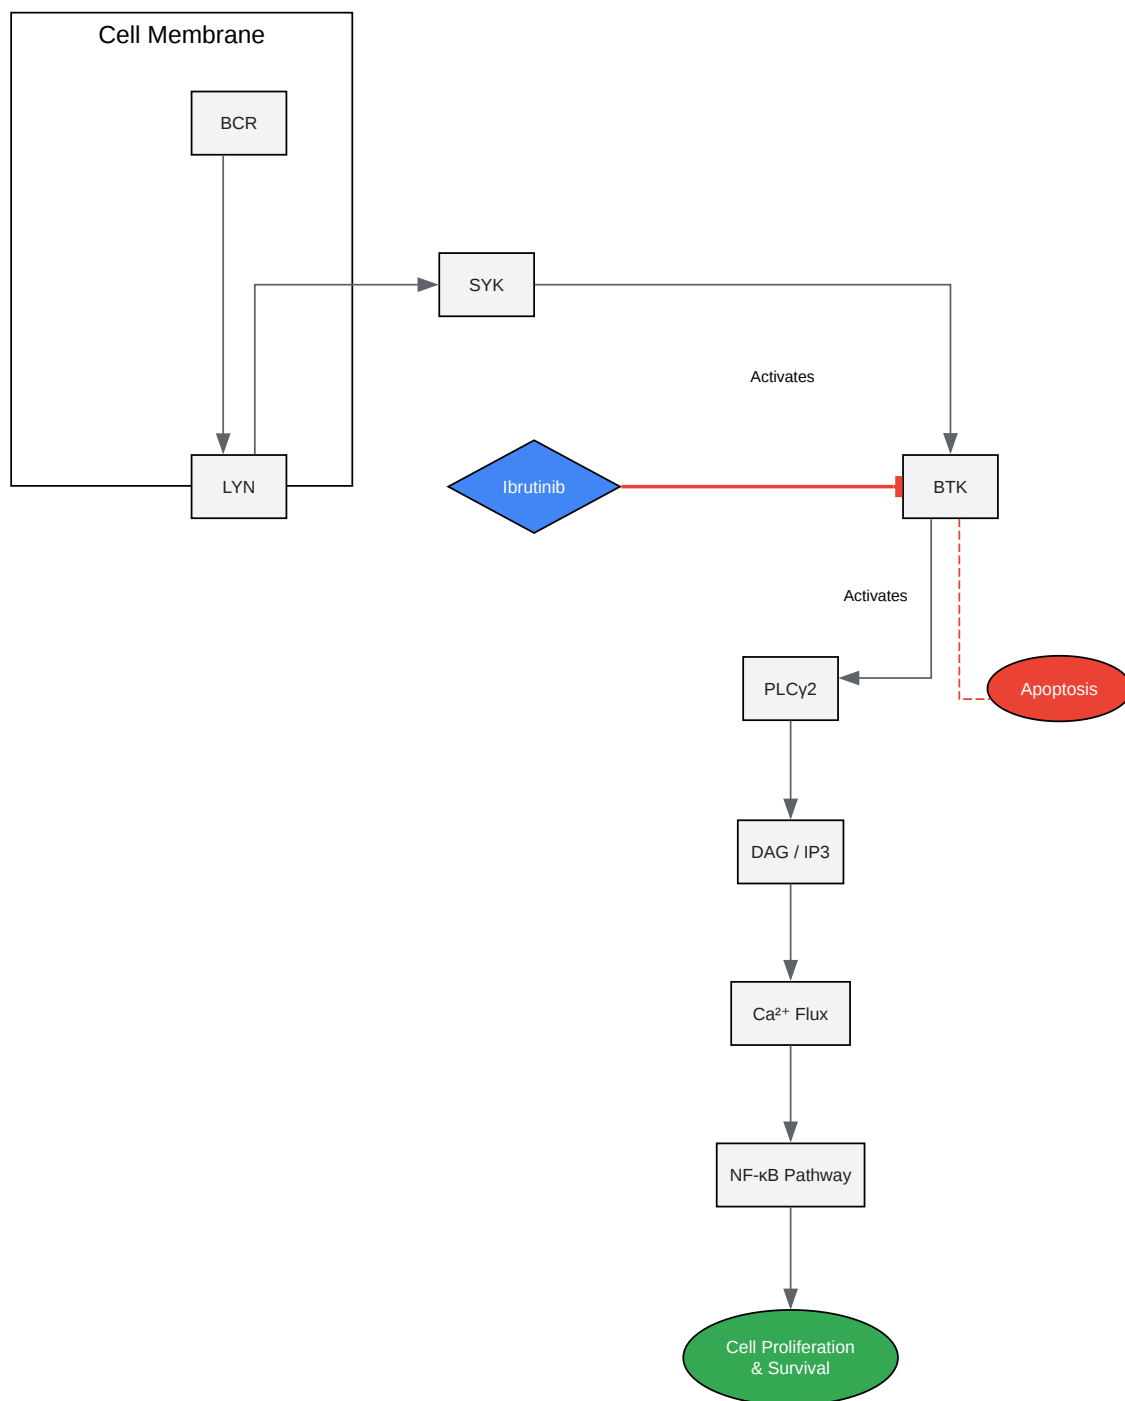 Cell Membrane
BCR
SYK
Activates
LYN
Ibrutinib
BTK
Activates
PLCγ2
Apoptosis
DAG / IP3
Ca²⁺ Flux
NF-κB Pathway
Cell Proliferation
& Survival